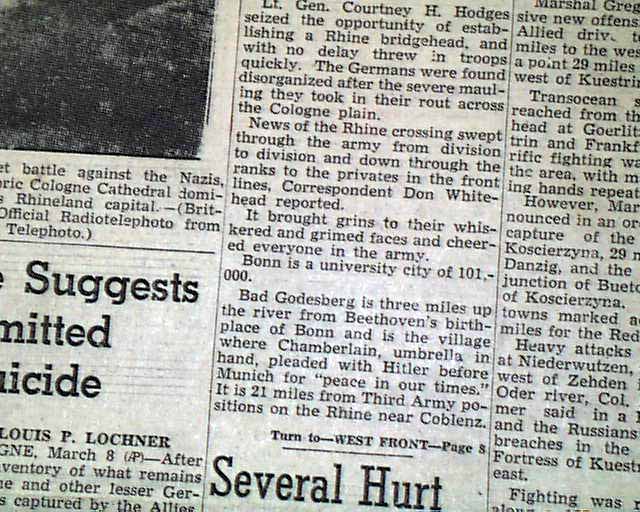 et battle against the Nazis,
oric Cologne Cathedral domi-
s Rhineland capital.—(Brit-
Official Radiotelephoto from
Telephoto.)
e Suggests
mitted
uicide
LOUIS P. LOCHNER
GNE, March 8 (AP)—After
nventory of what remains
ne and other lesser Ger-
s captured by the Allies
Lt. Gen. Courtney H. Hodges
seized the opportunity of estab-
lishing a Rhine bridgehead, and
with no delay threw in troops
quickly. The Germans were found
disorganized after the severe maul-
ing they took in their rout across
the Cologne plain.
News of the Rhine crossing swept
through the army from division
to division and down through the
ranks to the privates in the front
lines, Correspondent Don White-
head reported.
It brought grins to their whis-
kered and grimed faces and cheer-
ed everyone in the army.
Bonn is a university city of 101,-
000.
Bad Godesberg is three miles up
the river from Beethoven's birth-
place of Bonn and is the village
where Chamberlain, umbrella in
hand, pleaded with Hitler before
Munich for "peace in our times."
It is 21 miles from Third Army po-
sitions on the Rhine near Coblenz.
Turn to—WEST FRONT—Page 8
Several Hurt
Marshal Greg
sive new offens
Allied driv
miles to the we
a point 29 miles
west of Kuestri
Transocean S
reached from th
head at Goerlit
trin and Frankf
rific fighting w
the area, with m
ing hands repeat
However, Mar
nounced in an or
capture of the
Koscierzyna, 29 m
Danzig, and the
junction of Bueto
of Koscierzyna.
towns marked a
miles for the Red
Heavy attacks
at Niederwutzen,
west of Zehden
Oder river, Col.
mer said in a
and the Russians
breaches in the
Fortress of Kuest
east.
Fighting was